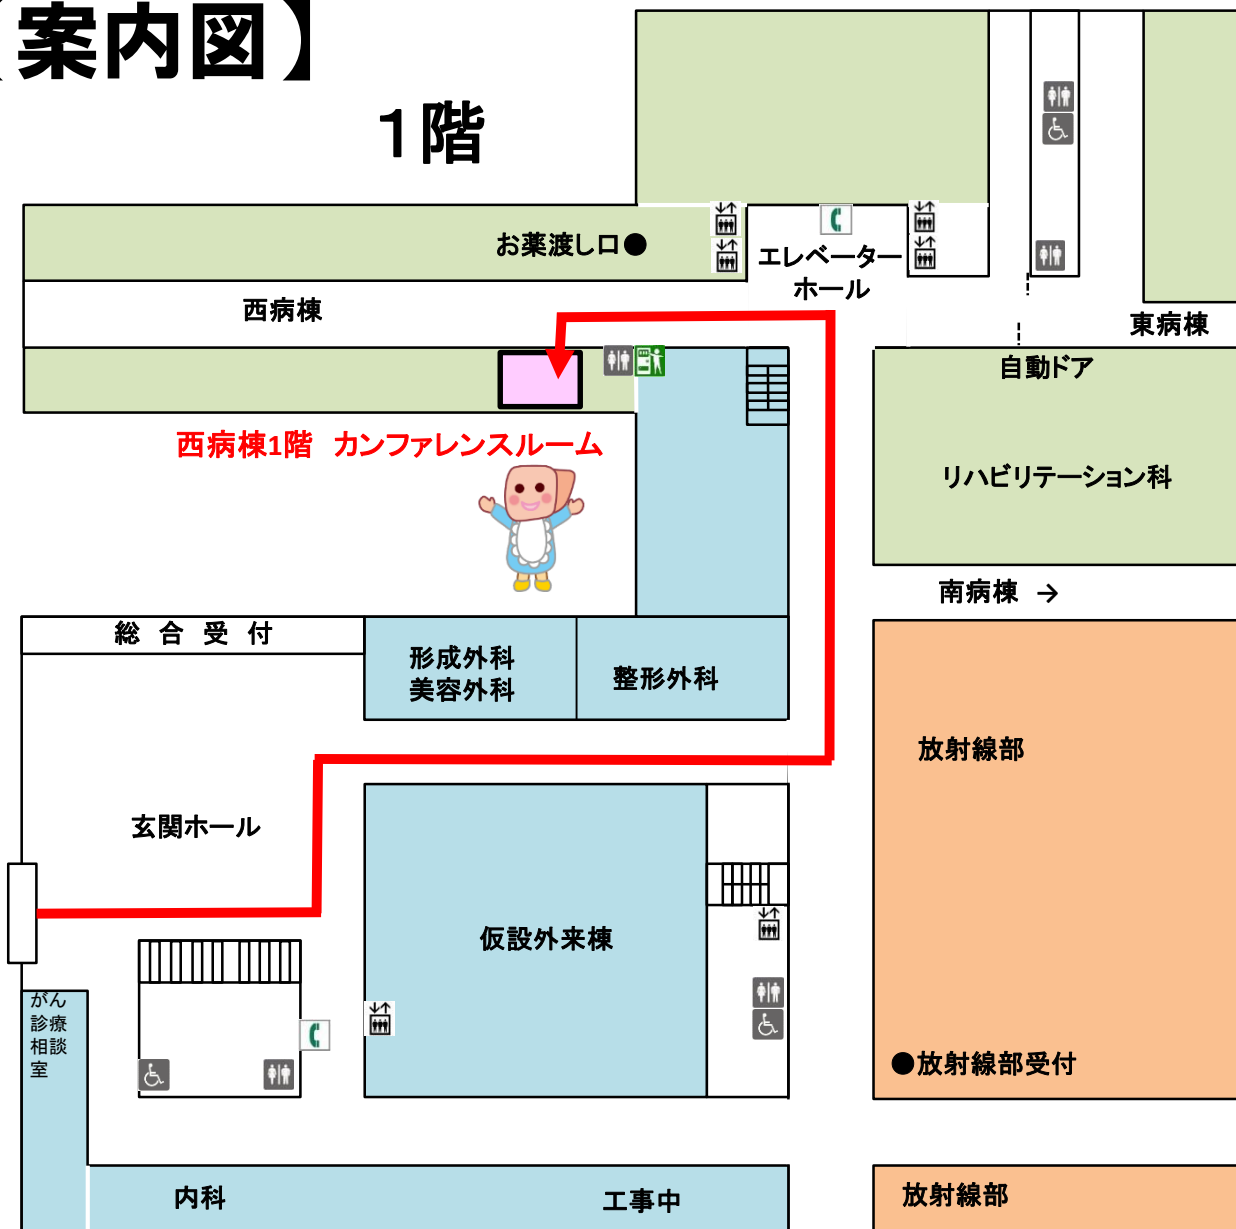 【案内図】
1階
お薬渡し口●
エレベーター
ホール
西病棟
東病棟
自動ドア
西病棟1階 カンファレンスルーム
リハビリテーション科
南病棟 →
総合受付
形成外科
美容外科
整形外科
放射線部
玄関ホール
仮設外来棟
がん
診療
相談
室
●放射線部受付
内科
工事中
放射線部